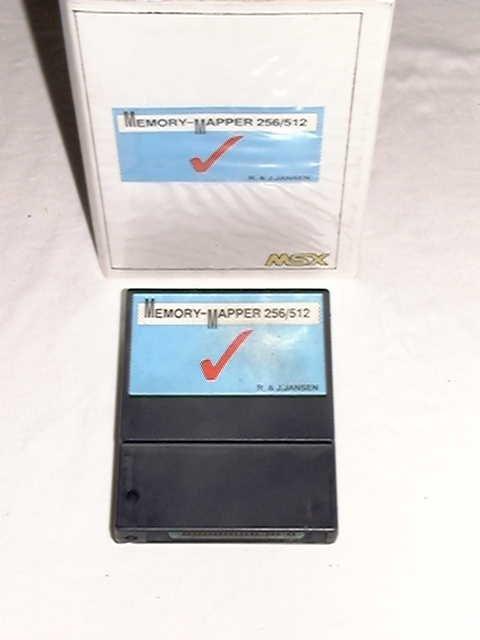 MEMORY-MAPPER 256/512
R. & J. JANSEN
MSX
MEMORY-MAPPER 256/512
R. & J. JANSEN